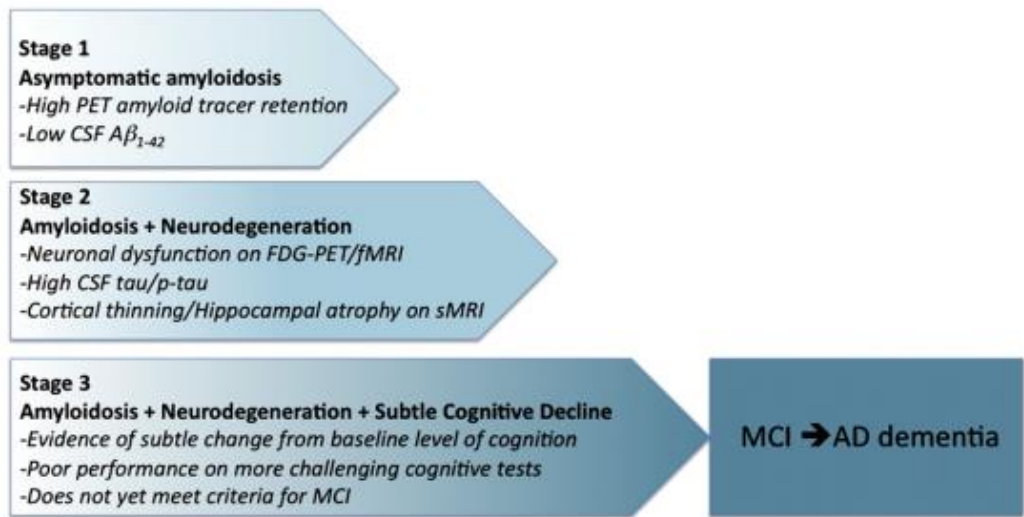 Stage 1
Asymptomatic amyloidosis
-High PET amyloid tracer retention
-Low CSF Aβ1-42
Stage 2
Amyloidosis + Neurodegeneration
-Neuronal dysfunction on FDG-PET/fMRI
-High CSF tau/p-tau
-Cortical thinning/Hippocampal atrophy on sMRI
Stage 3
Amyloidosis + Neurodegeneration + Subtle Cognitive Decline
-Evidence of subtle change from baseline level of cognition
-Poor performance on more challenging cognitive tests
-Does not yet meet criteria for MCI
MCI ➔ AD dementia